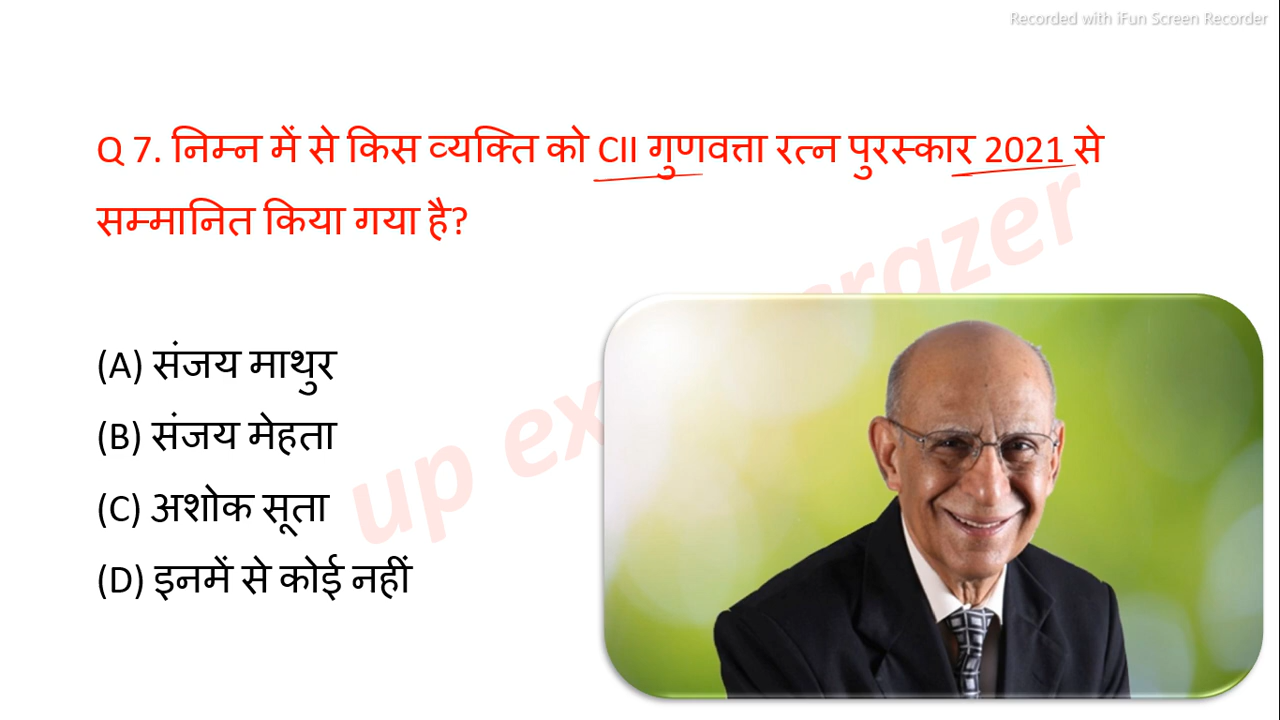 Recorded with iFun Screen Recorder
Q 7. निम्न में से किस व्यक्ति को CII गुणवत्ता रत्न पुरस्कार 2021 से
सम्मानित किया गया है?
(A) संजय माथुर
(B) संजय मेहता
(C) अशोक सूता
(D) इनमें से कोई नहीं
up